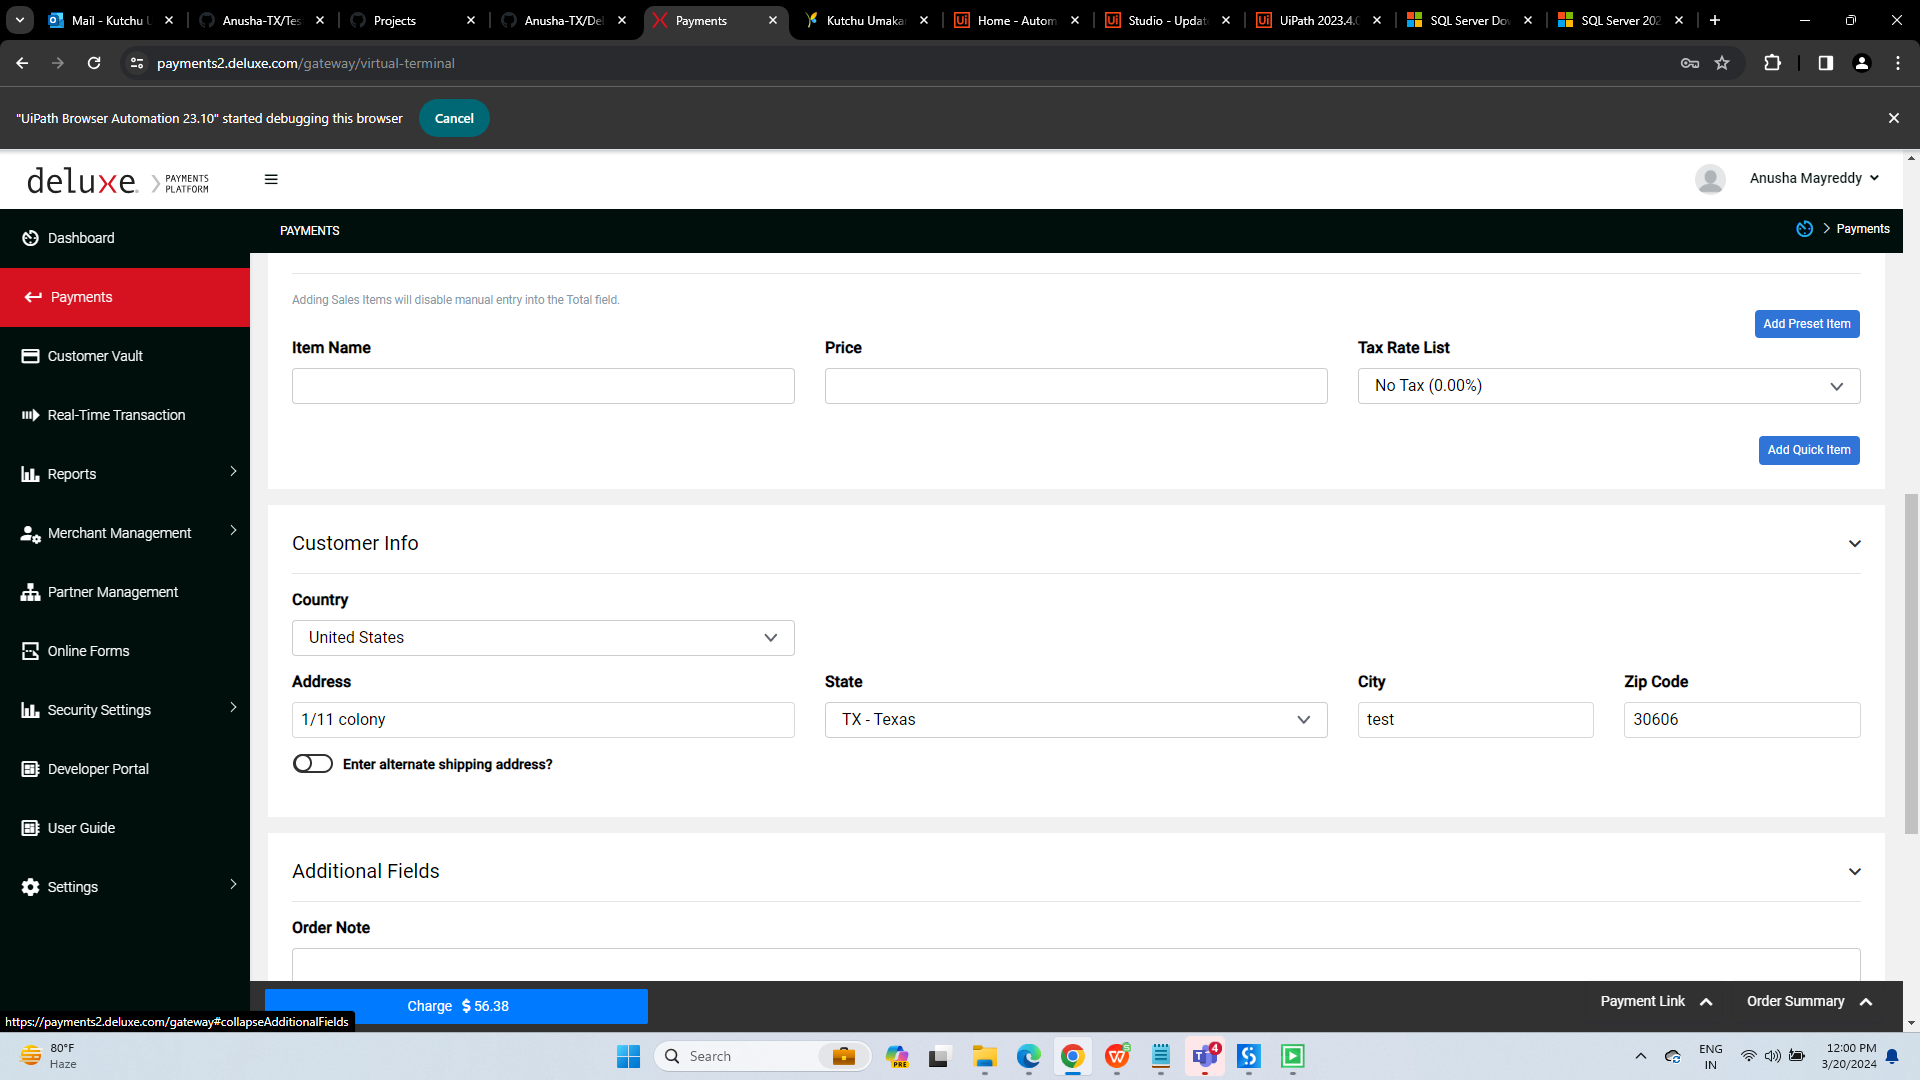 Mail - Kutchu U
Anusha-TX/Tes
Projects
Anusha-TX/Del
Payments
Kutchu Umakan
Home - Autom
Studio - Update
UiPath 2023.4.0
SQL Server Dow
SQL Server 202
payments2.deluxe.com/gateway/virtual-terminal
"UiPath Browser Automation 23.10" started debugging this browser
Cancel
deluxe.
PAYMENTS
PLATFORM
Anusha Mayreddy
Dashboard
Payments
Customer Vault
Real-Time Transaction
Reports
Merchant Management
Partner Management
Online Forms
Security Settings
Developer Portal
User Guide
Settings
PAYMENTS
Payments
Adding Sales Items will disable manual entry into the Total field.
Add Preset Item
Item Name
Price
Tax Rate List
No Tax (0.00%)
Add Quick Item
Customer Info
Country
United States
Address
State
City
Zip Code
1/11 colony
TX - Texas
test
30606
Enter alternate shipping address?
Additional Fields
Order Note
Charge $ 56.38
Payment Link
Order Summary
https://payments2.deluxe.com/gateway#collapseAdditionalFields
80°F
Haze
Search
PRE
4
ENG
IN
12:00 PM
3/20/2024